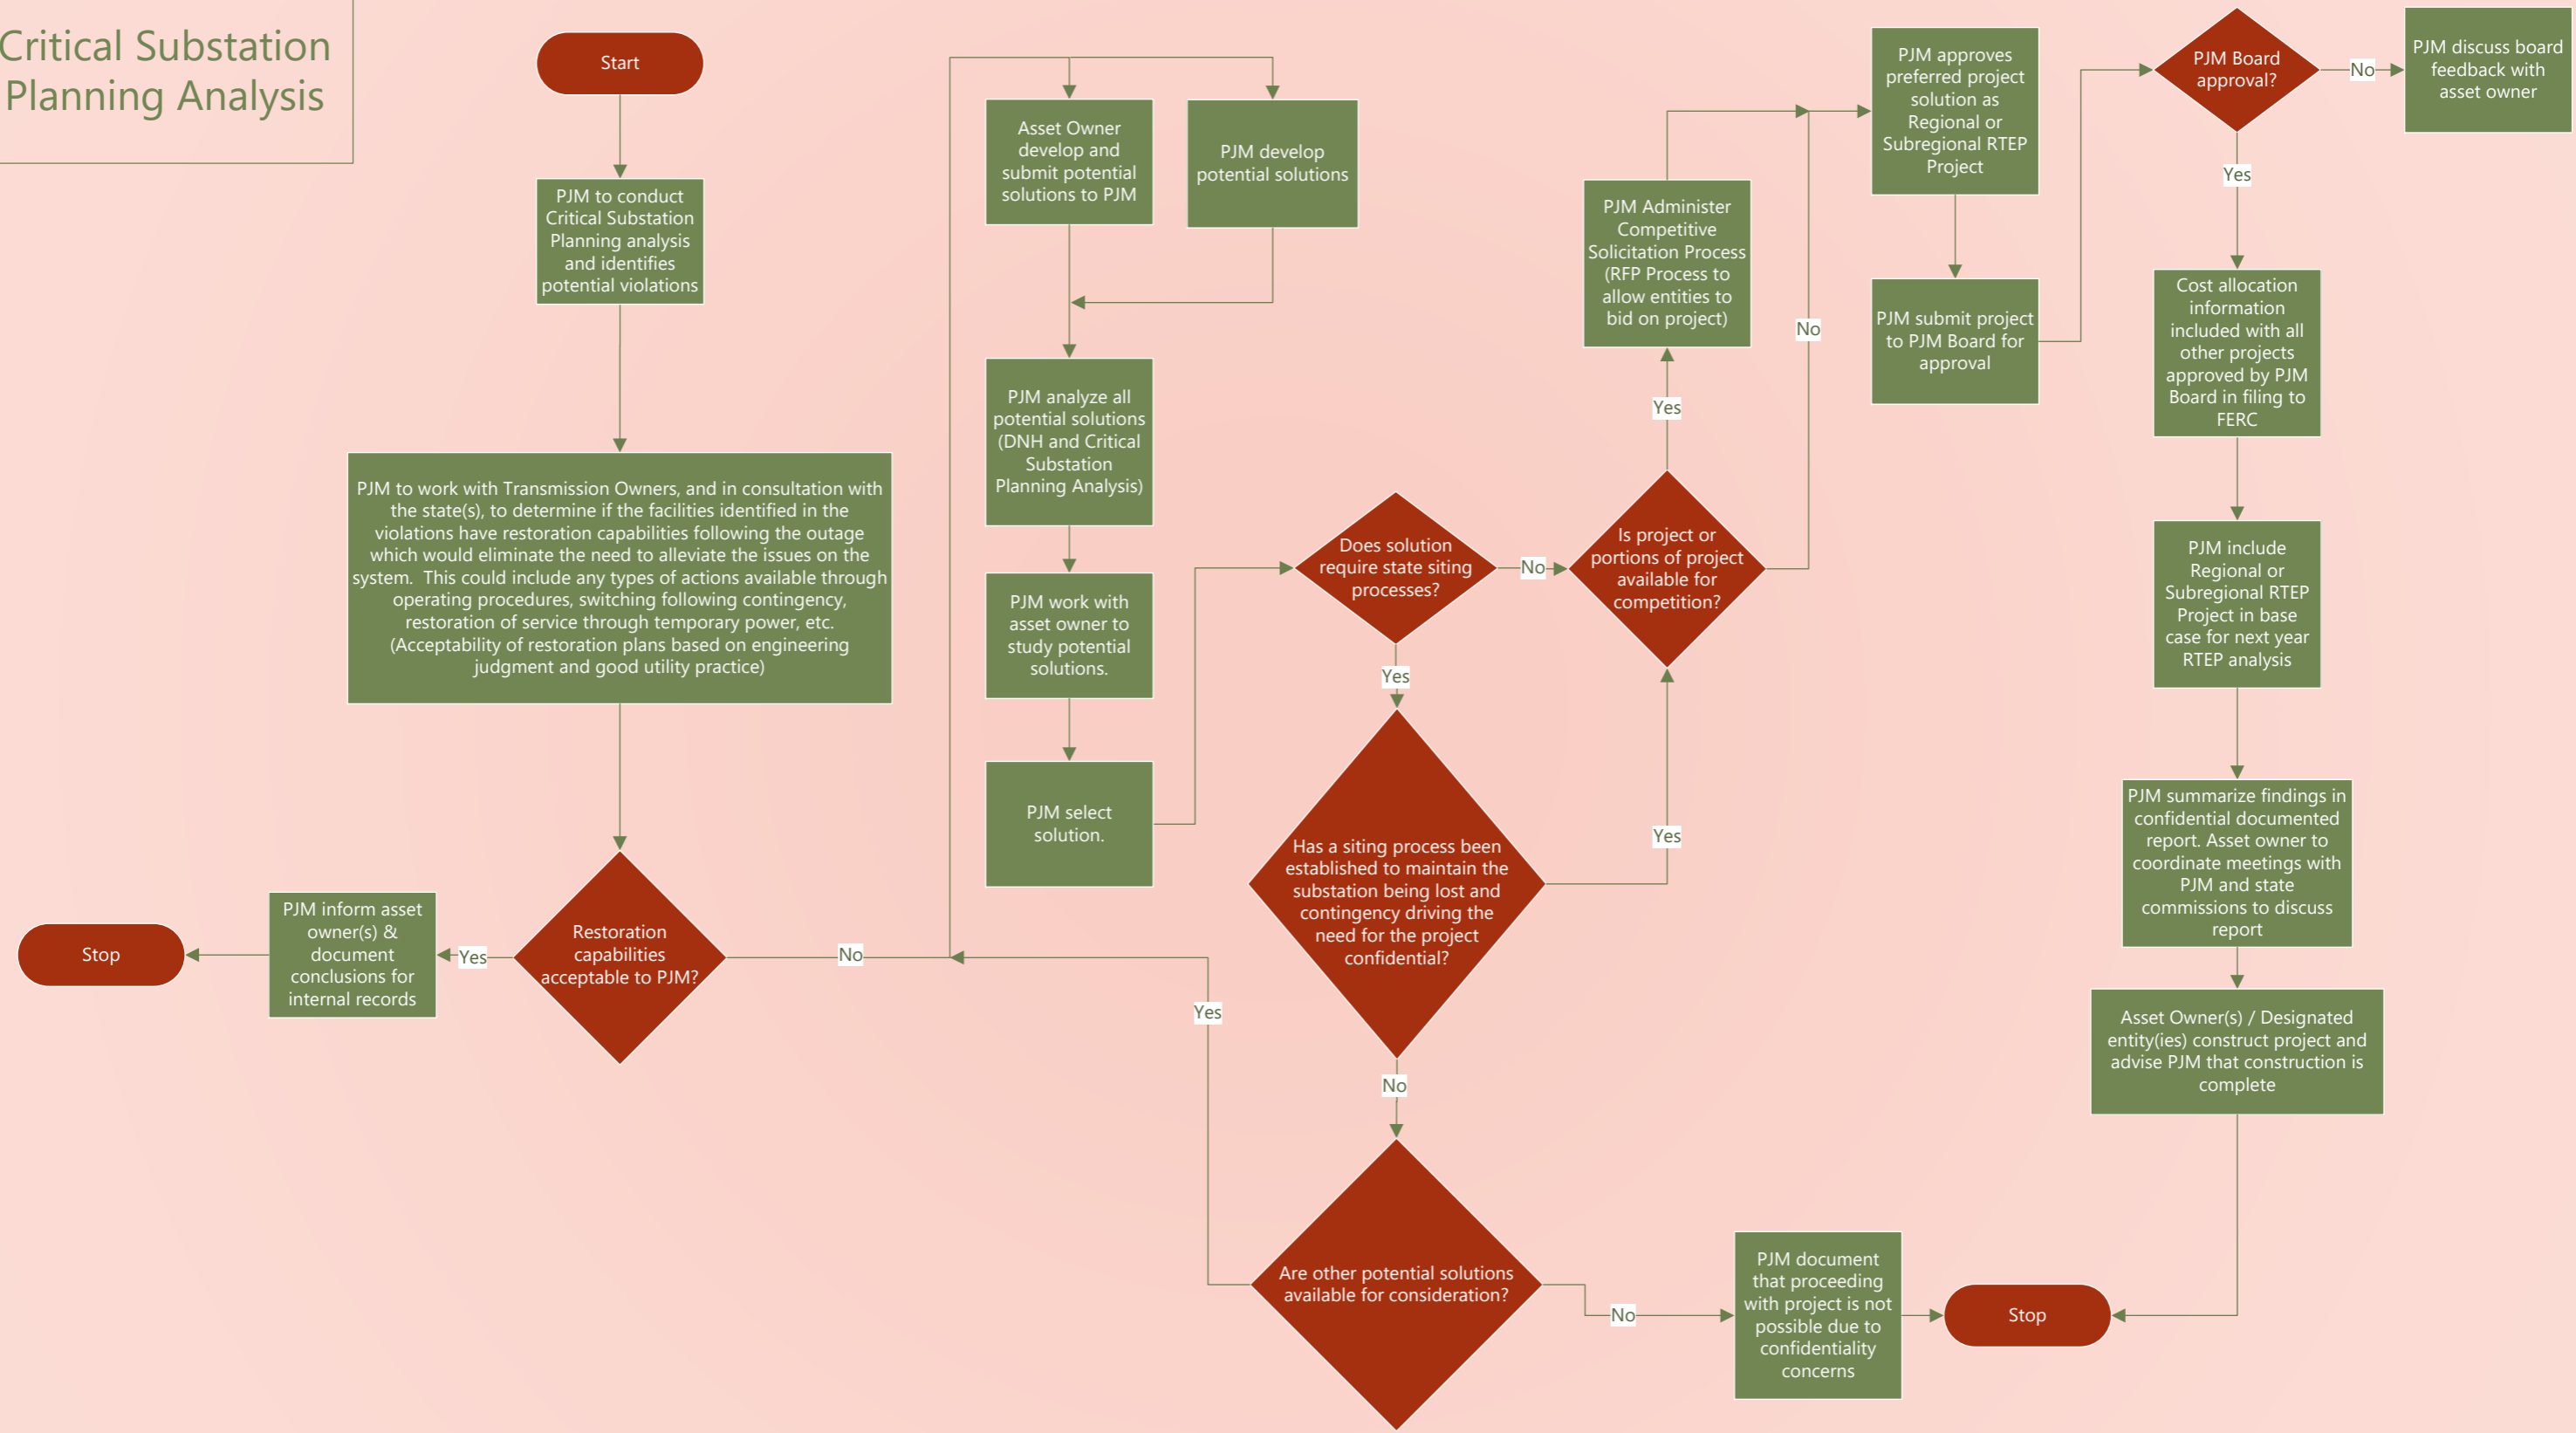 Critical Substation
Planning Analysis
Start
PJM to conduct
Critical Substation
Planning analysis
and identifies
potential violations
PJM to work with Transmission Owners, and in consultation with
the state(s), to determine if the facilities identified in the
violations have restoration capabilities following the outage
which would eliminate the need to alleviate the issues on the
system.  This could include any types of actions available through
operating procedures, switching following contingency,
restoration of service through temporary power, etc.
(Acceptability of restoration plans based on engineering
judgment and good utility practice)
Restoration
capabilities
acceptable to PJM?
Yes
PJM inform asset
owner(s) &
document
conclusions for
internal records
Stop
No
Asset Owner
develop and
submit potential
solutions to PJM
PJM develop
potential solutions
PJM analyze all
potential solutions
(DNH and Critical
Substation
Planning Analysis)
PJM work with
asset owner to
study potential
solutions.
PJM select
solution.
Does solution
require state siting
processes?
No
Yes
Has a siting process been
established to maintain the
substation being lost and
contingency driving the
need for the project
confidential?
Yes
No
Are other potential solutions
available for consideration?
Yes
No
PJM document
that proceeding
with project is not
possible due to
confidentiality
concerns
Stop
Is project or
portions of project
available for
competition?
Yes
No
PJM Administer
Competitive
Solicitation Process
(RFP Process to
allow entities to
bid on project)
PJM approves
preferred project
solution as
Regional or
Subregional RTEP
Project
PJM submit project
to PJM Board for
approval
PJM Board
approval?
No
PJM discuss board
feedback with
asset owner
Yes
Cost allocation
information
included with all
other projects
approved by PJM
Board in filing to
FERC
PJM include
Regional or
Subregional RTEP
Project in base
case for next year
RTEP analysis
PJM summarize findings in
confidential documented
report. Asset owner to
coordinate meetings with
PJM and state
commissions to discuss
report
Asset Owner(s) / Designated
entity(ies) construct project and
advise PJM that construction is
complete